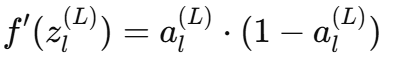 f′(z_l^{(L)}) = a_l^{(L)} · (1 − a_l^{(L)})